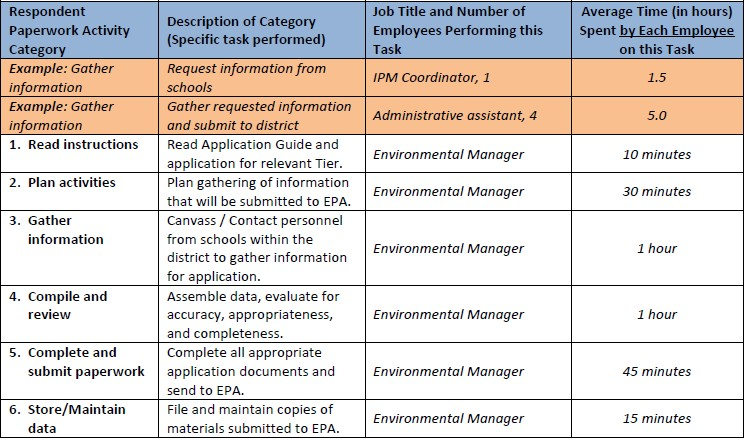 Respondent
Paperwork Activity
Category
Description of Category
(Specific task performed)
Job Title and Number of
Employees Performing this
Task
Average Time (in hours)
Spent by Each Employee
on this Task
Example: Gather
information
Request information from
schools
IPM Coordinator, 1
1.5
Example: Gather
information
Gather requested information
and submit to district
Administrative assistant, 4
5.0
1. Read instructions
Read Application Guide and
application for relevant Tier.
Environmental Manager
10 minutes
2. Plan activities
Plan gathering of information
that will be submitted to EPA.
Environmental Manager
30 minutes
3. Gather
information
Canvass / Contact personnel
from schools within the
district to gather information
for application.
Environmental Manager
1 hour
4. Compile and
review
Assemble data, evaluate for
accuracy, appropriateness,
and completeness.
Environmental Manager
1 hour
5. Complete and
submit paperwork
Complete all appropriate
application documents and
send to EPA.
Environmental Manager
45 minutes
6. Store/Maintain
data
File and maintain copies of
materials submitted to EPA.
Environmental Manager
15 minutes